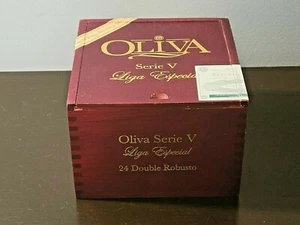 OLIVA
Serie V
Liga Especial
Oliva Serie V
Liga Especial
24 Double Robusto